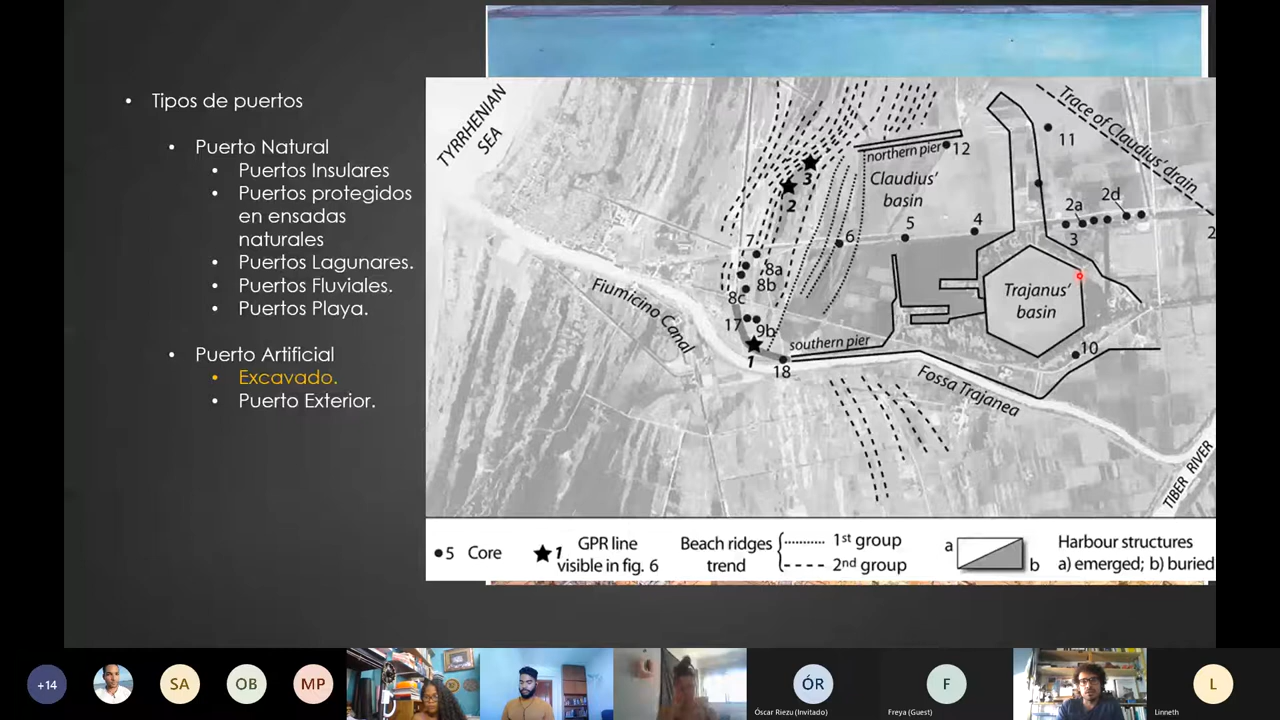 • Tipos de puertos
• Puerto Natural
• Puertos Insulares
• Puertos protegidos
en ensadas
naturales
• Puertos Lagunares.
• Puertos Fluviales.
• Puertos Playa.
• Puerto Artificial
• Excavado.
• Puerto Exterior.
TYRRHENIAN
SEA
Trace of Claudius' drain
11
northern pier
12
3
2
Claudius'
basin
2a
2d
5
4
3
2
6
7
8a
8b
8c
Fiumicino Canal
Trajanus'
basin
17
9b
1
southern pier
18
10
Fossa Trajanea
TIBER RIVER
5 Core
1 GPR line
visible in fig. 6
Beach ridges
trend
1st group
2nd group
a
b
Harbour structures
a) emerged; b) buried
+14
SA
OB
MP
ÓR
Óscar Riezu (Invitado)
F
Freya (Guest)
L
Linneth